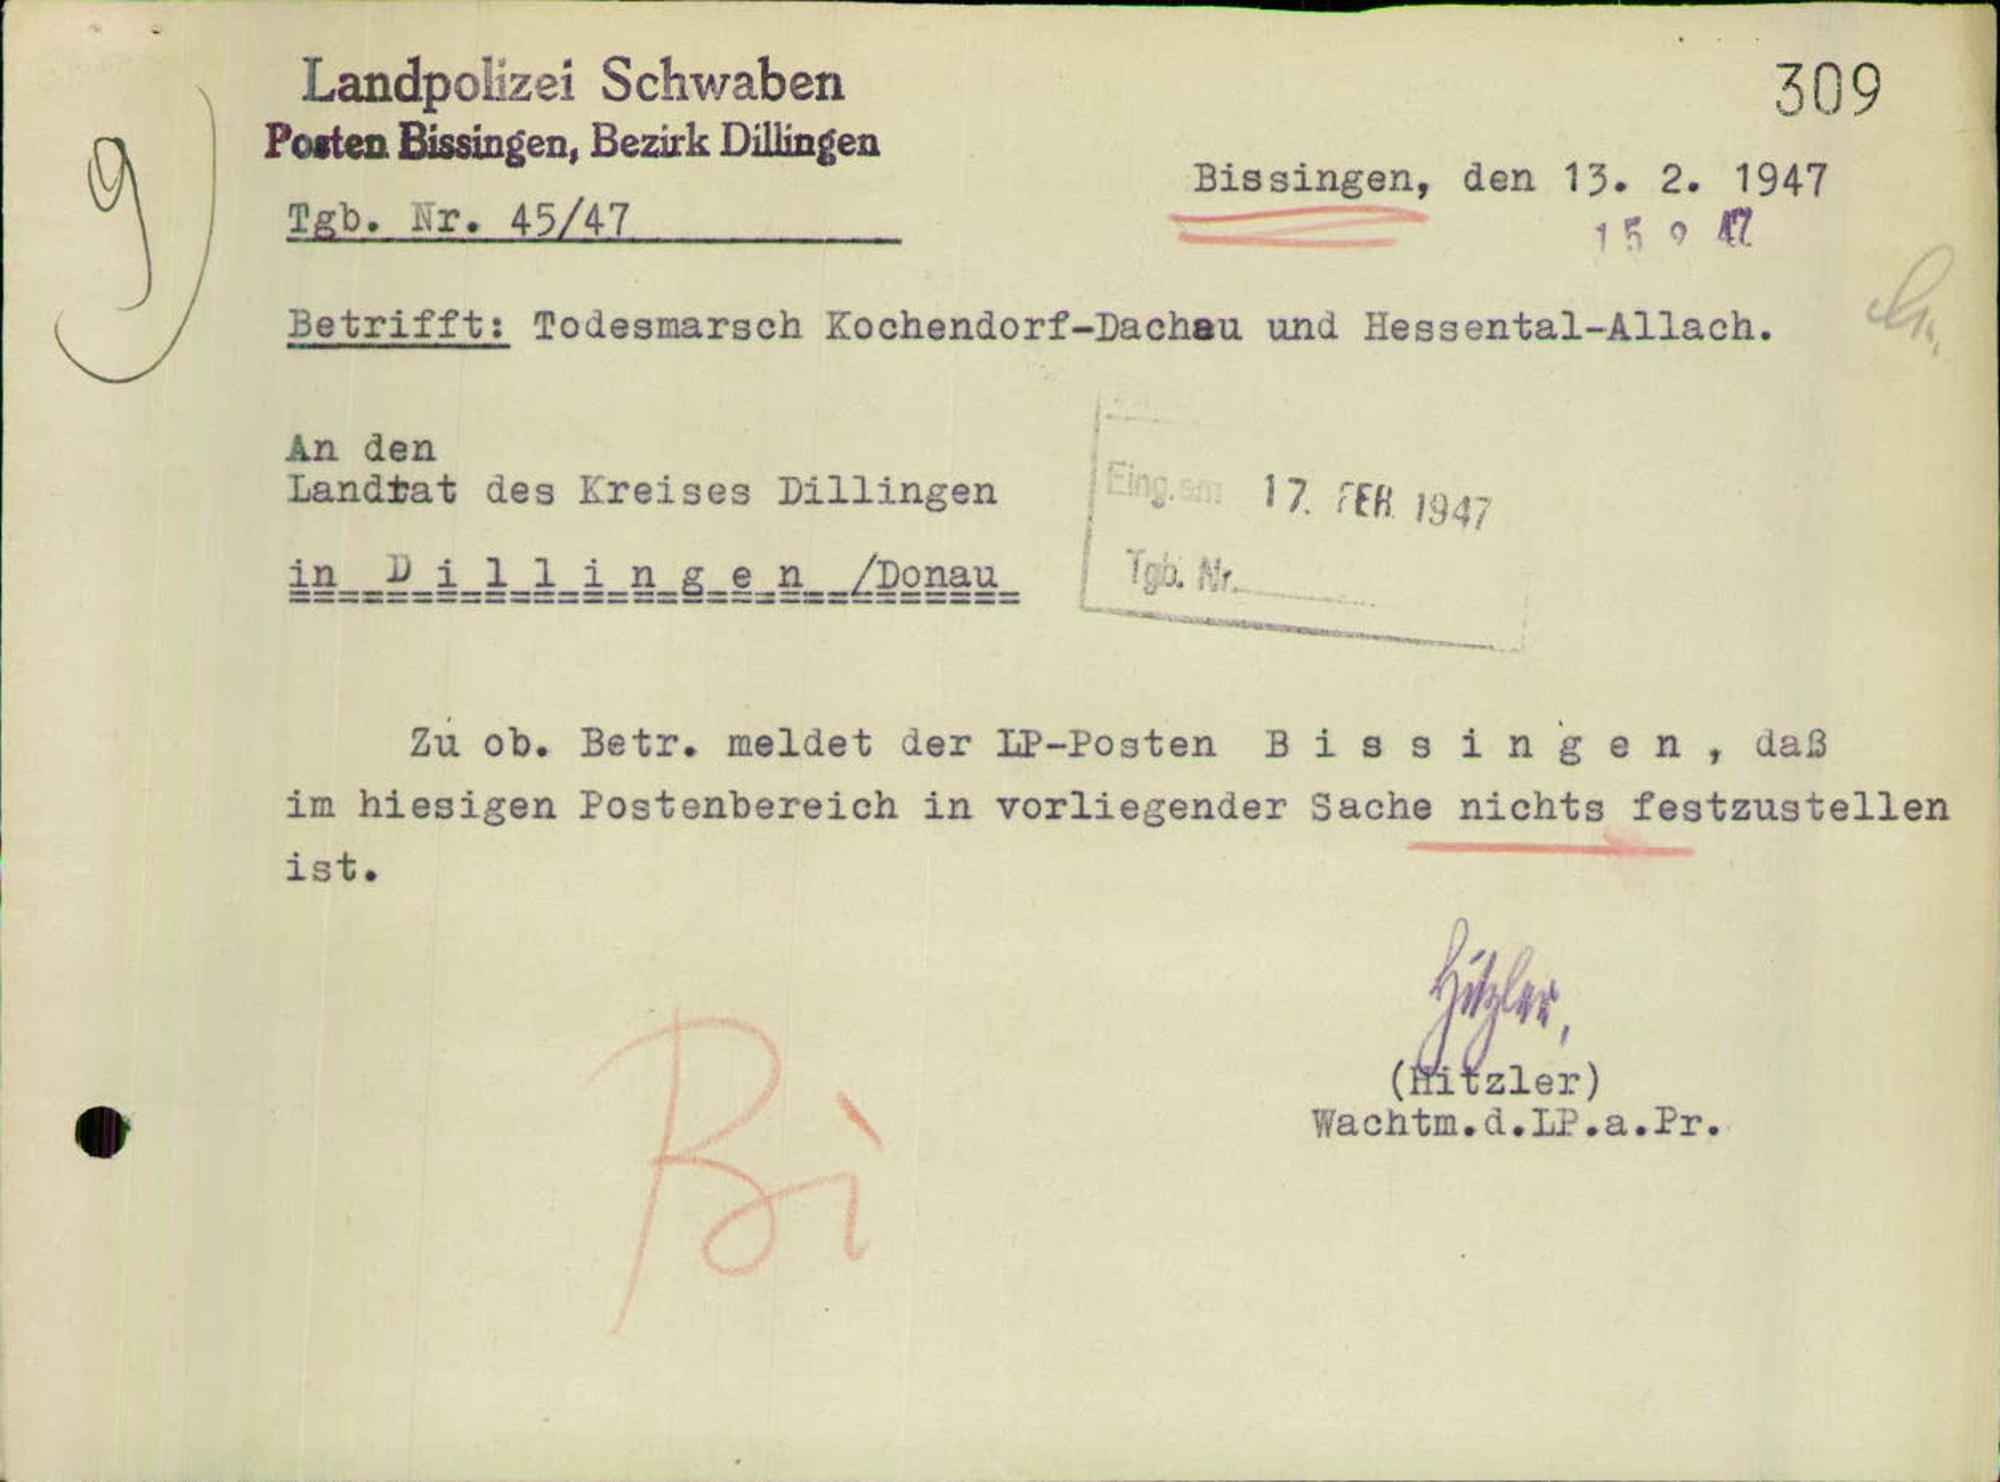 309
Landpolizei Schwaben
Posten Bissingen, Bezirk Dillingen
9
Bissingen, den 13. 2. 1947
Tgb. Nr. 45/47
15 2 47
Betrifft: Todesmarsch Kochendorf-Dachau und Hessental-Allach.
An den
Landrat des Kreises Dillingen
Eing. am 17. FEB. 1947
in D i l l i n g e n /Donau
Tgb. Nr.
Zu ob. Betr. meldet der LP-Posten B i s s i n g e n , daß
im hiesigen Postenbereich in vorliegender Sache nichts festzustellen
ist.
Hitzler,
(Hitzler)
Wachtm.d.LP.a.Pr.
Bi